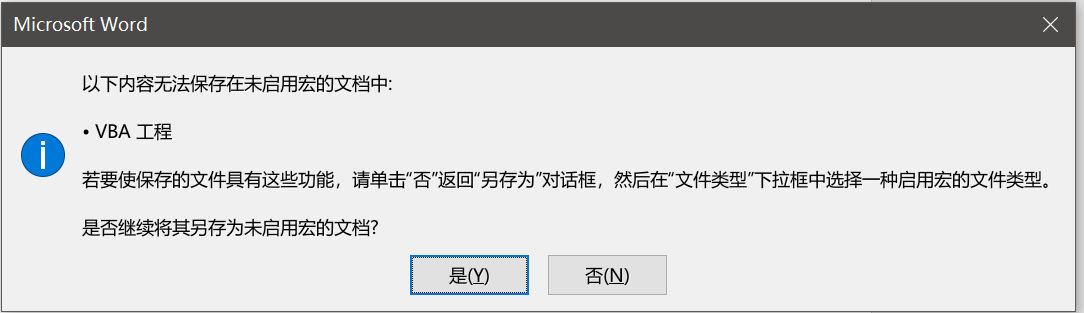 Microsoft Word
以下内容无法保存在未启用宏的文档中:
• VBA 工程
若要使保存的文件具有这些功能，请单击“否”返回“另存为”对话框，然后在“文件类型”下拉框中选择一种启用宏的文件类型。
是否继续将其另存为未启用宏的文档?
是(Y)
否(N)